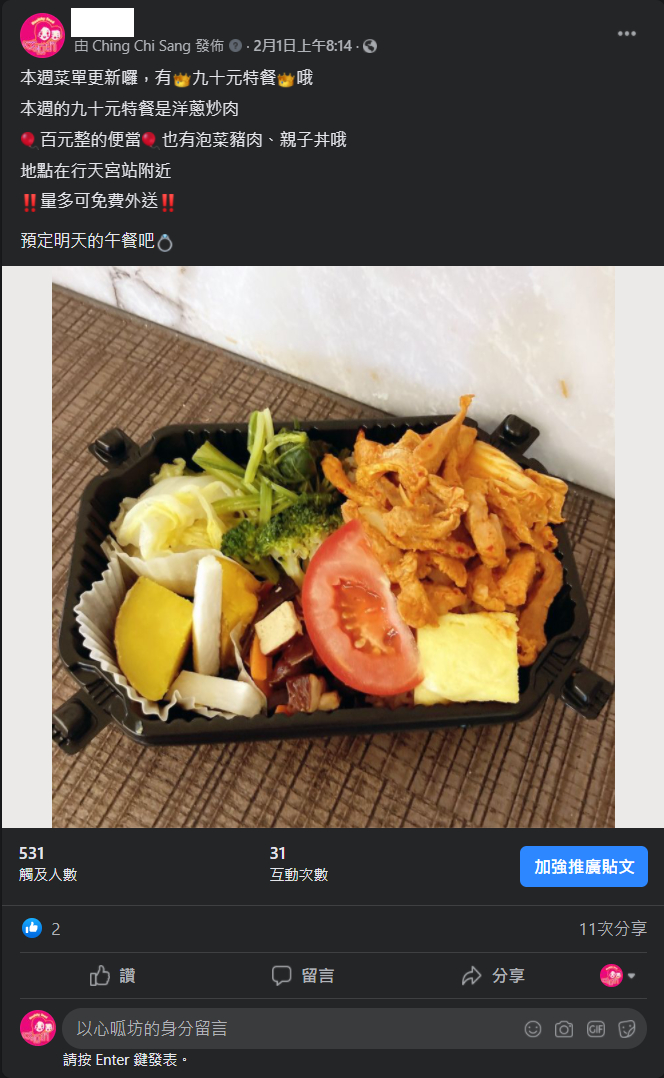 由 Ching Chi Sang 發佈 · 2月1日上午8:14 ·
本週菜單更新囉，有👑九十元特餐👑哦
本週的九十元特餐是洋蔥炒肉
🎈百元整的便當🎈也有泡菜豬肉、親子丼哦
地點在行天宮站附近
‼️量多可免費外送‼️
預定明天的午餐吧💍
531
觸及人數
31
互動次數
加強推廣貼文
2
11次分享
讚
留言
分享
以心呱坊的身分留言
GIF
請按 Enter 鍵發表。